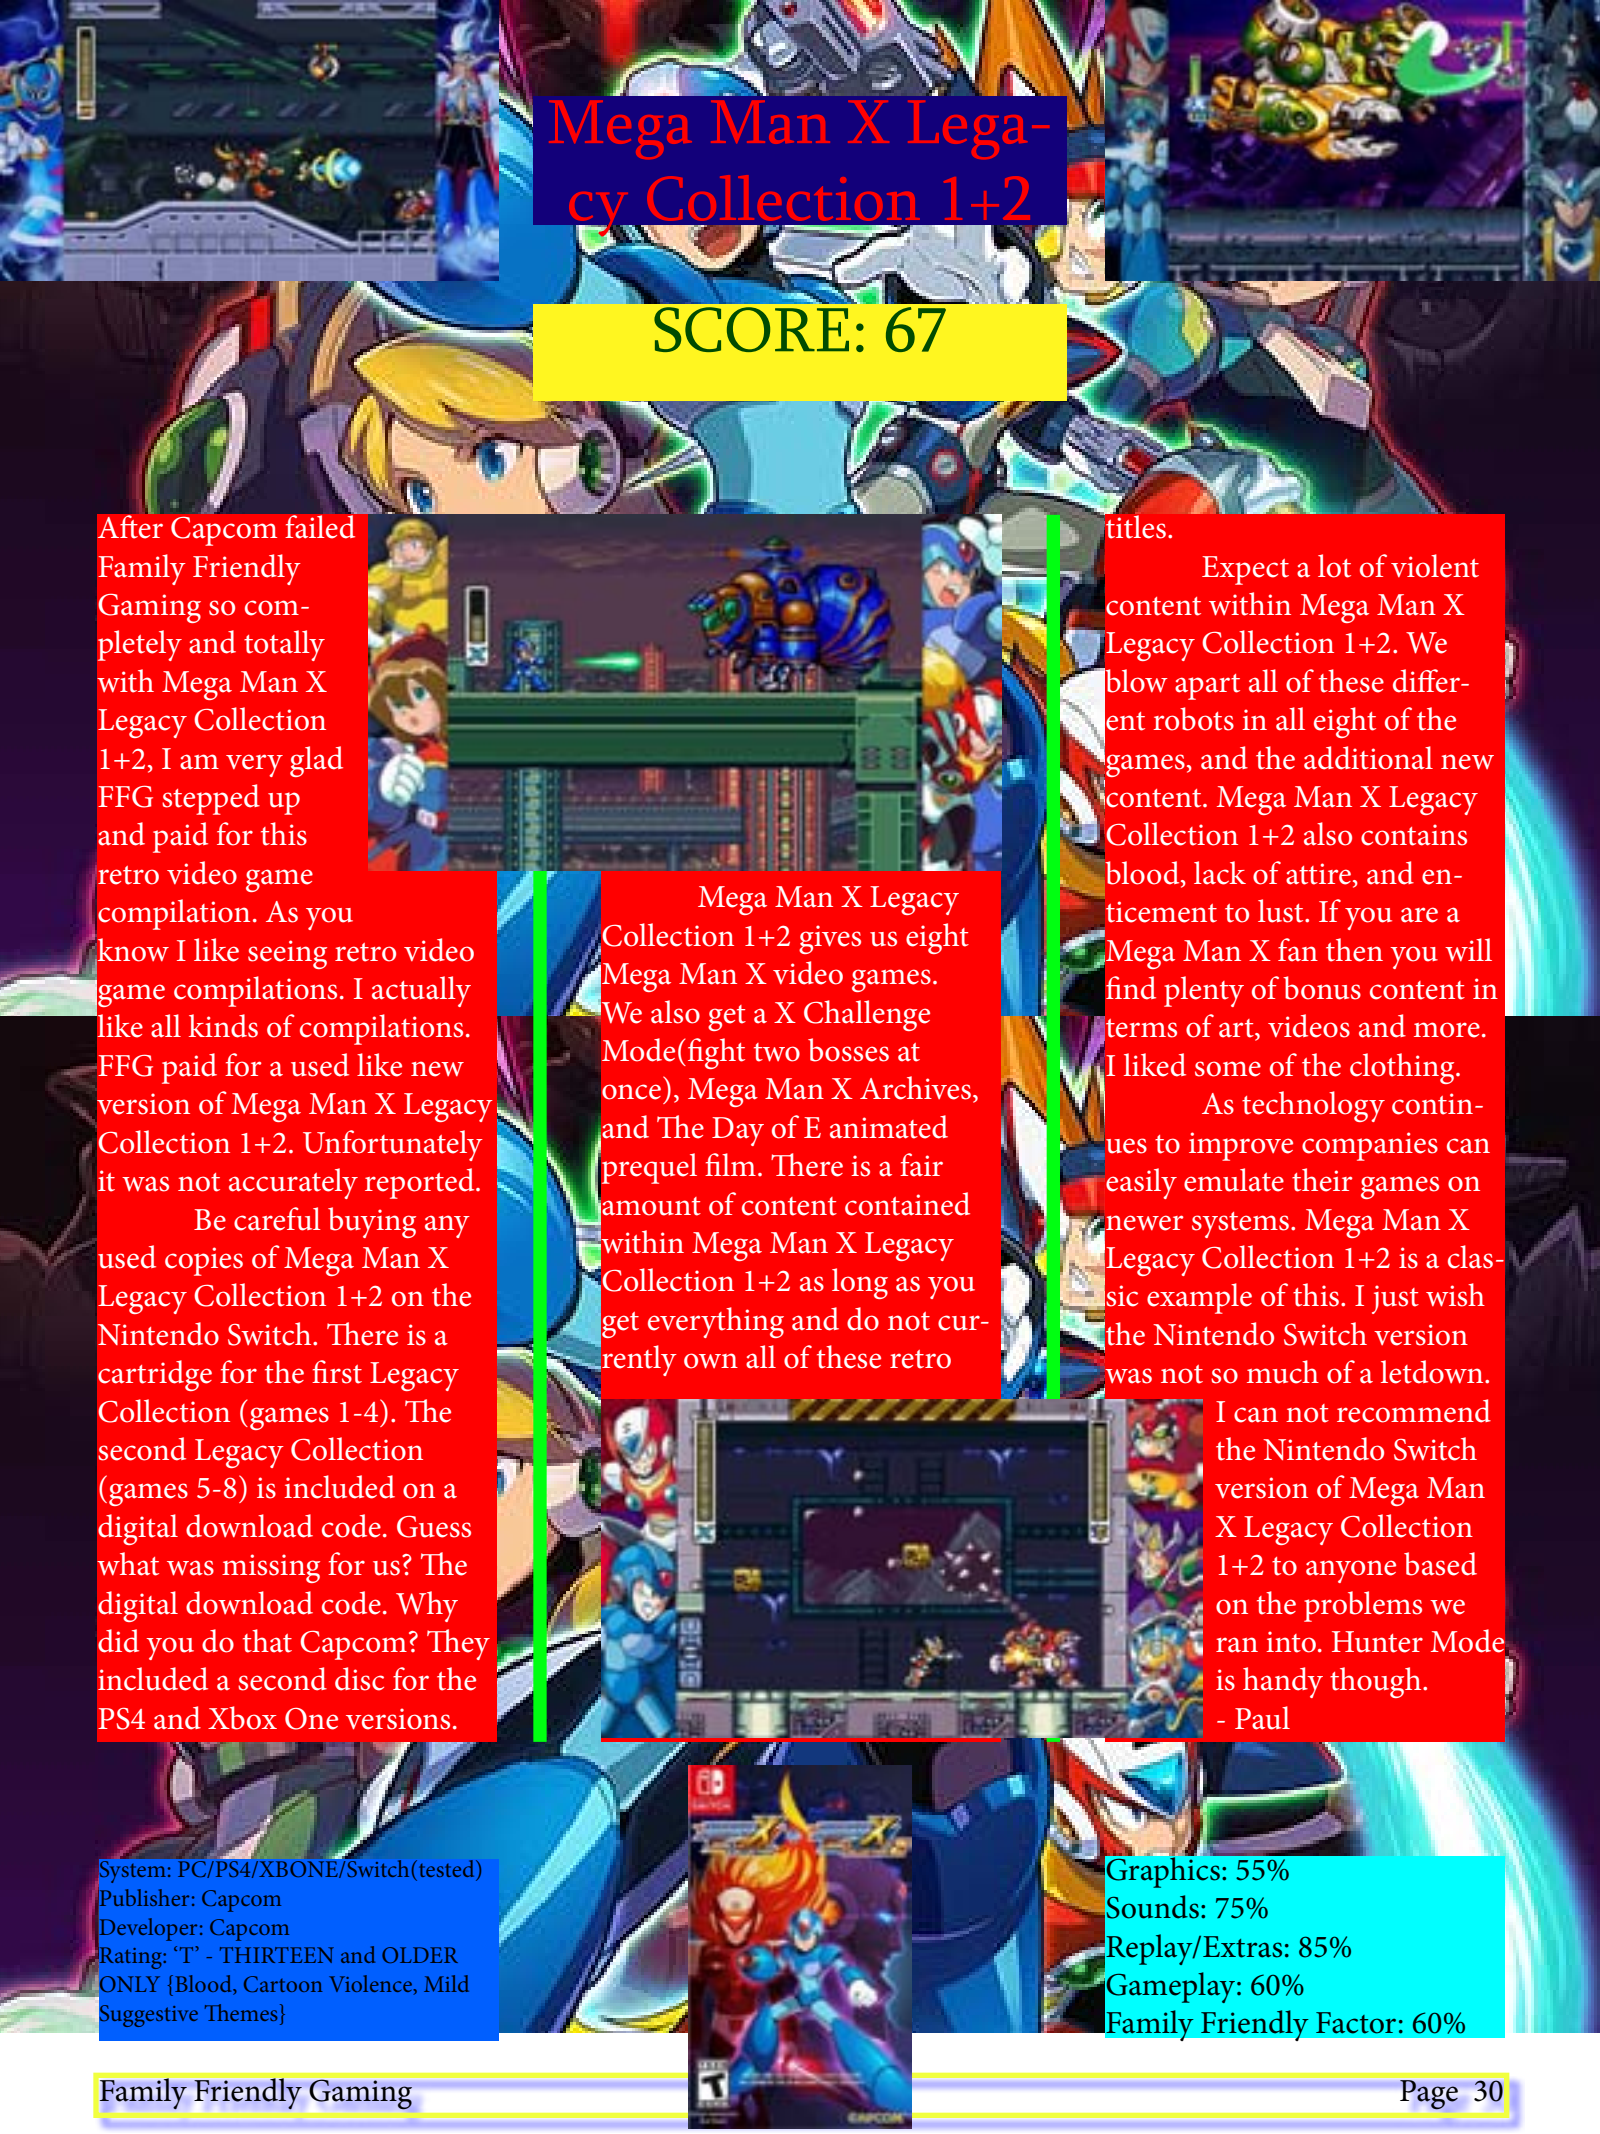 Mega Man X Lega-
cy Collection 1+2
SCORE: 67
After Capcom failed
Family Friendly
Gaming so com-
pletely and totally
with Mega Man X
Legacy Collection
1+2, I am very glad
FFG stepped up
and paid for this
retro video game
compilation. As you
know I like seeing retro video
game compilations. I actually
like all kinds of compilations.
FFG paid for a used like new
version of Mega Man X Legacy
Collection 1+2. Unfortunately
it was not accurately reported.
Be careful buying any
used copies of Mega Man X
Legacy Collection 1+2 on the
Nintendo Switch. There is a
cartridge for the first Legacy
Collection (games 1-4). The
second Legacy Collection
(games 5-8) is included on a
digital download code. Guess
what was missing for us? The
digital download code. Why
did you do that Capcom? They
included a second disc for the
PS4 and Xbox One versions.
Mega Man X Legacy
Collection 1+2 gives us eight
Mega Man X video games.
We also get a X Challenge
Mode(fight two bosses at
once), Mega Man X Archives,
and The Day of E animated
prequel film. There is a fair
amount of content contained
within Mega Man X Legacy
Collection 1+2 as long as you
get everything and do not cur-
rently own all of these retro
titles.
Expect a lot of violent
content within Mega Man X
Legacy Collection 1+2. We
blow apart all of these differ-
ent robots in all eight of the
games, and the additional new
content. Mega Man X Legacy
Collection 1+2 also contains
blood, lack of attire, and en-
ticement to lust. If you are a
Mega Man X fan then you will
find plenty of bonus content in
terms of art, videos and more.
I liked some of the clothing.
As technology contin-
ues to improve companies can
easily emulate their games on
newer systems. Mega Man X
Legacy Collection 1+2 is a clas-
sic example of this. I just wish
the Nintendo Switch version
was not so much of a letdown.
I can not recommend
the Nintendo Switch
version of Mega Man
X Legacy Collection
1+2 to anyone based
on the problems we
ran into. Hunter Mode
is handy though.
- Paul
System: PC/PS4/XBONE/Switch(tested)
Publisher: Capcom
Developer: Capcom
Rating: ‘T’ - THIRTEEN and OLDER
ONLY {Blood, Cartoon Violence, Mild
Suggestive Themes}
SWITCH
TEEN
T
CAPCOM
Graphics: 55%
Sounds: 75%
Replay/Extras: 85%
Gameplay: 60%
Family Friendly Factor: 60%
Family Friendly Gaming
Page 30